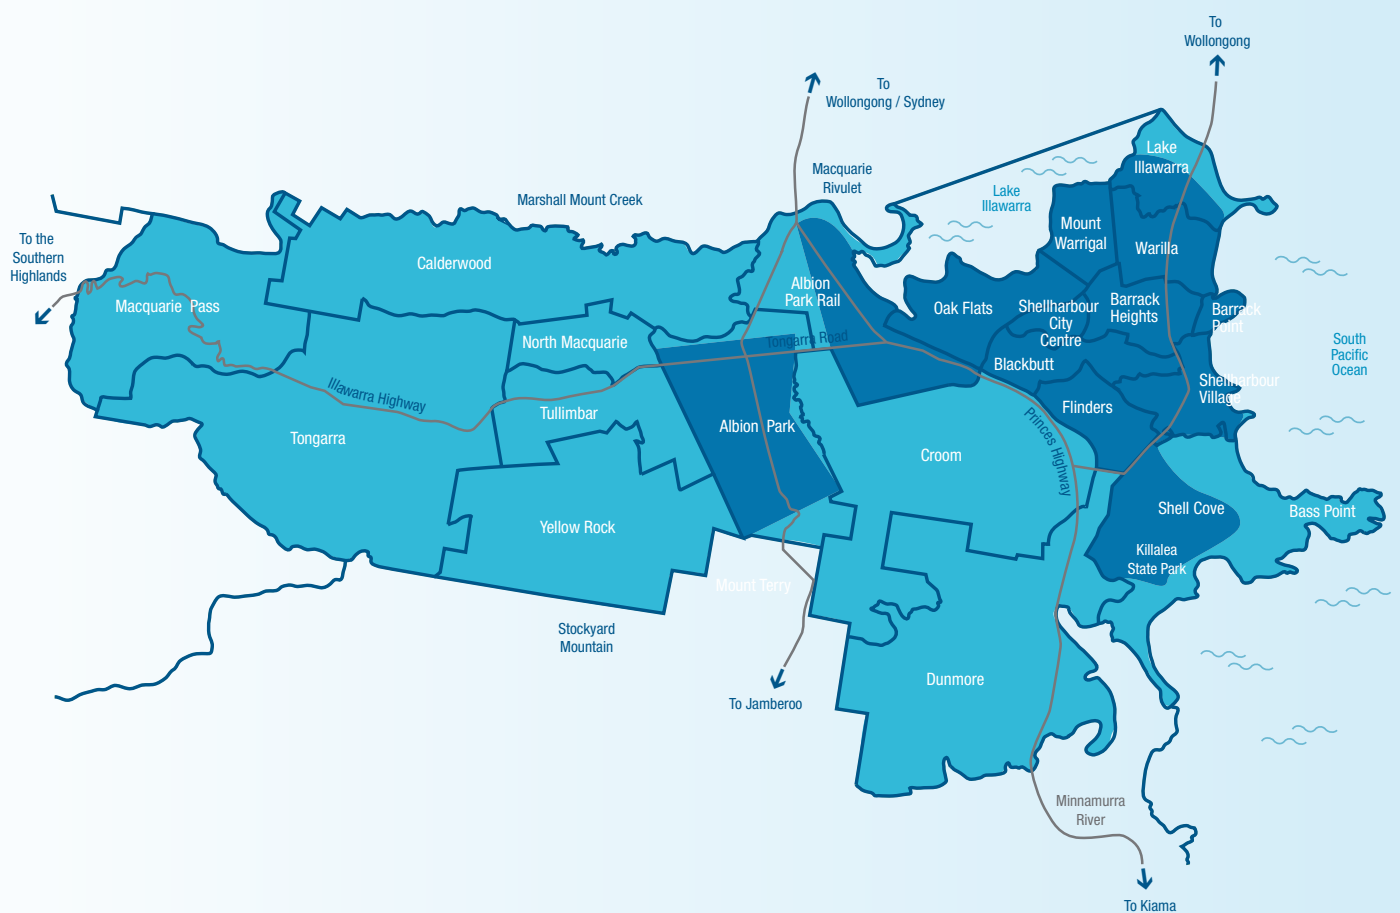 To
Wollongong
To
Wollongong / Sydney
Lake
Illawarra
Macquarie
Rivulet
Marshall Mount Creek
Lake
Illawarra
Mount
Warrigal
Warilla
To the
Southern
Highlands
Calderwood
Macquarie Pass
Albion
Park Rail
Oak Flats
Shellharbour
City
Centre
Barrack
Heights
Barrack
Point
North Macquarie
Tongarra Road
South
Pacific
Ocean
Blackbutt
Shellharbour
Village
Illawarra Highway
Tullimbar
Flinders
Albion Park
Tongarra
Croom
Princes Highway
Yellow Rock
Shell Cove
Bass Point
Killalea
State Park
Mount Terry
Stockyard
Mountain
Dunmore
To Jamberoo
Minnamurra
River
To Kiama